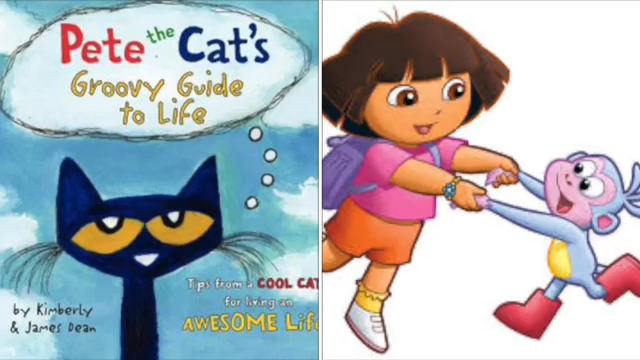 Pete the Cat's
Groovy Guide
to Life
Tips from a COOL CAT
for living an
AWESOME Life
by Kimberly
& James Dean